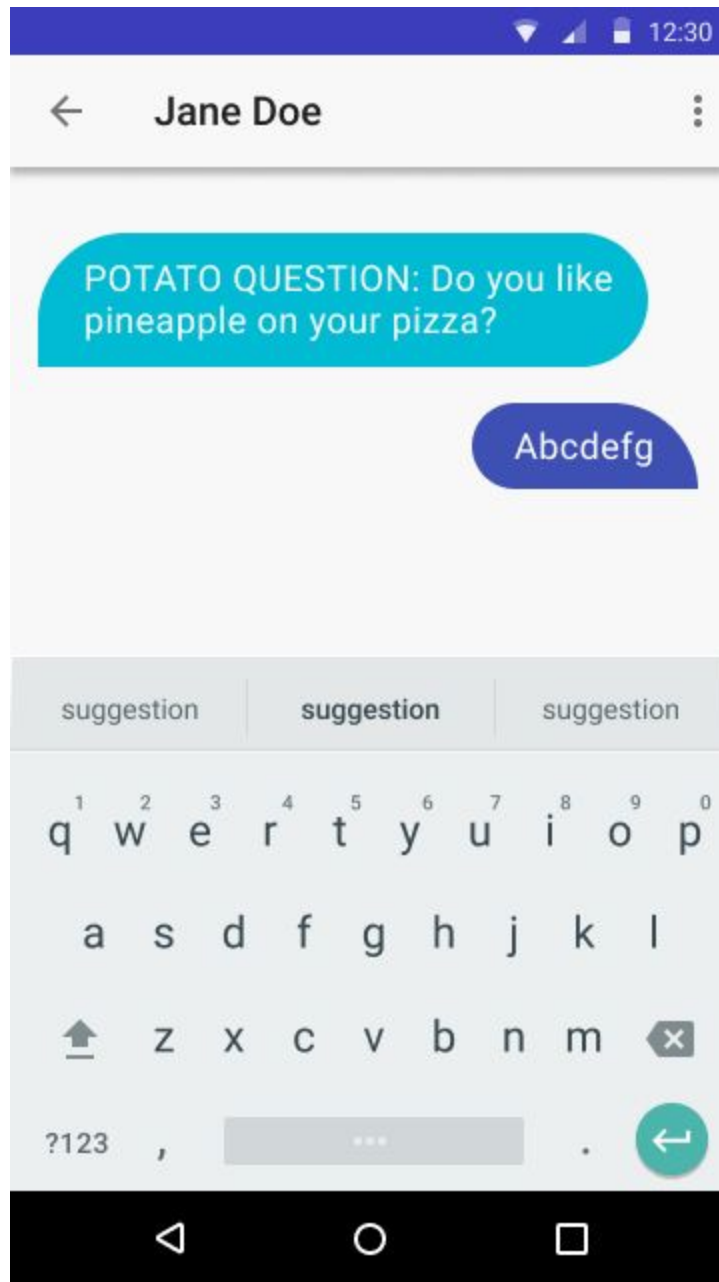 12:30
Jane Doe
POTATO QUESTION: Do you like
pineapple on your pizza?
Abcdefg
suggestion suggestion suggestion
1 2 3 4 5 6 7 8 9 0
q w e r t y u i o p
a s d f g h j k l
z x c v b n m
?123 , .